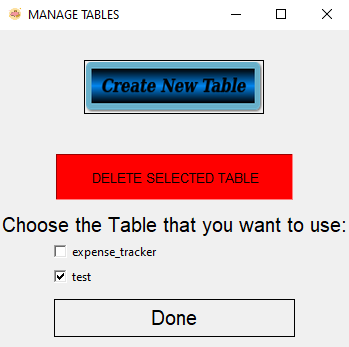 MANAGE TABLES
Create New Table
DELETE SELECTED TABLE
Choose the Table that you want to use:
expense_tracker
test
Done